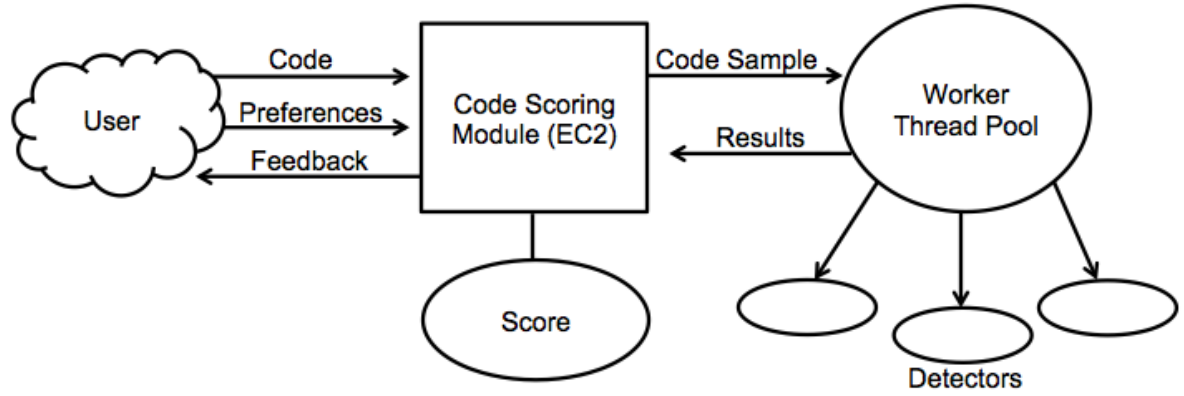 Code
Code Sample
User
Preferences
Code Scoring
Module (EC2)
Worker
Thread Pool
Feedback
Results
Score
Detectors